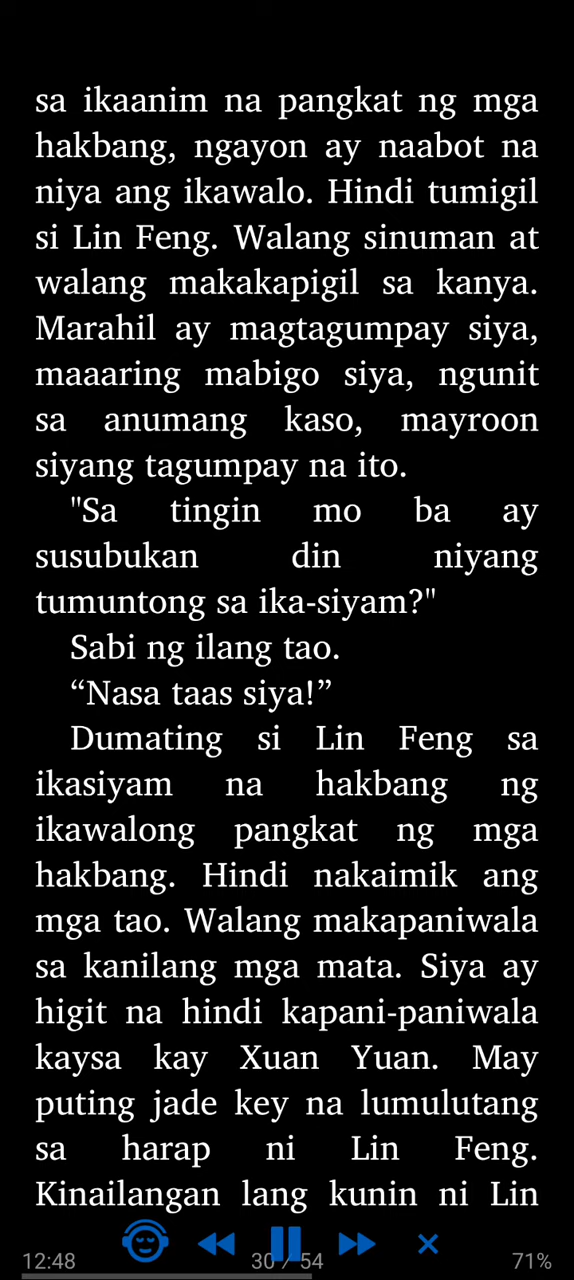 sa ikaanim na pangkat ng mga
hakbang, ngayon ay naabot na
niya ang ikawalo. Hindi tumigil
si Lin Feng. Walang sinuman at
walang makakapigil sa kanya.
Marahil ay magtagumpay siya,
maaaring mabigo siya, ngunit
sa anumang kaso, mayroon
siyang tagumpay na ito.
"Sa tingin mo ba ay
susubukan din niyang
tumuntong sa ika-siyam?"
Sabi ng ilang tao.
“Nasa taas siya!”
Dumating si Lin Feng sa
ikasiyam na hakbang ng
ikawalong pangkat ng mga
hakbang. Hindi nakaimik ang
mga tao. Walang makapaniwala
sa kanilang mga mata. Siya ay
higit na hindi kapani-paniwala
kaysa kay Xuan Yuan. May
puting jade key na lumulutang
sa harap ni Lin Feng.
Kinailangan lang kunin ni Lin
12:48 30 / 54 71%